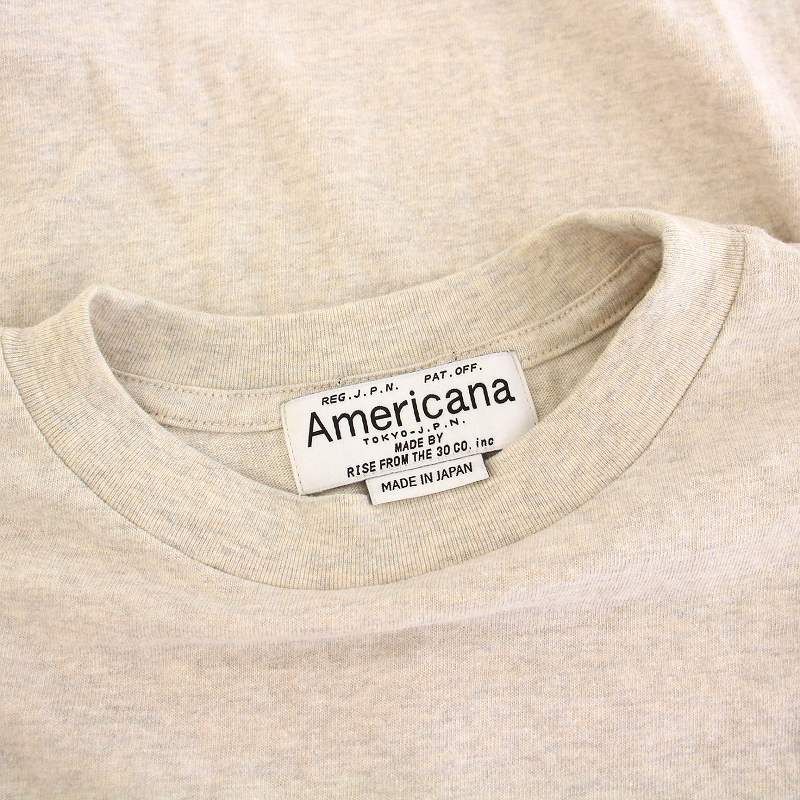 REG.J.P.N. PAT.OFF.
Americana
TOKYO-J.P.N.
MADE BY
RISE FROM THE 30 CO. inc
MADE IN JAPAN